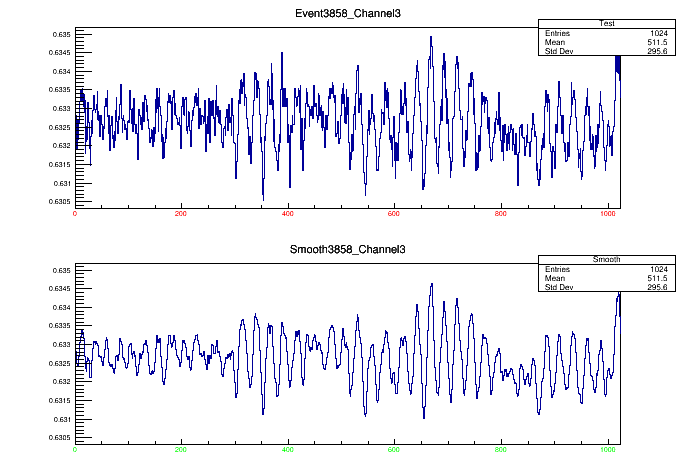 Event3858_Channel3
Test
Entries 1024
Mean 511.5
Std Dev 295.6
0.635
0.6345
0.634
0.6335
0.633
0.6325
0.632
0.6315
0.631
0.6305
0 200 400 600 800 1000
Smooth3858_Channel3
Smooth
Entries 1024
Mean 511.5
Std Dev 295.6
0.635
0.6345
0.634
0.6335
0.633
0.6325
0.632
0.6315
0.631
0.6305
0 200 400 600 800 1000